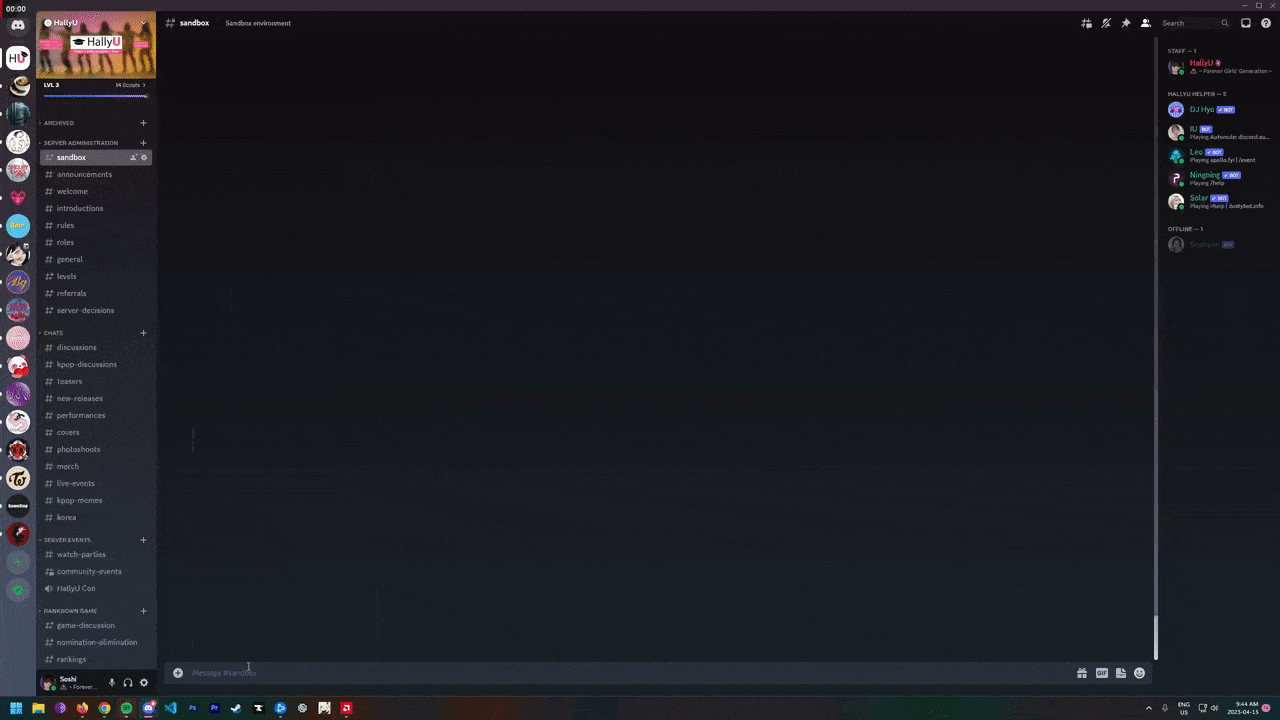 00:00
HallyU
HallyU
LVL 3
14 Boosts
ARCHIVED
SERVER ADMINISTRATION
sandbox
announcements
welcome
introductions
rules
roles
general
levels
referrals
server-decisions
CHATS
discussions
kpop-discussions
teasers
new-releases
performances
covers
photoshoots
merch
live-events
kpop-memes
korea
SERVER EVENTS
watch-parties
community-events
HallyU Con
RANKDOWN GAME
game-discussion
nomination-elimination
rankings
Soshi
~ Forever...
sandbox
Sandbox environment
Message #sandbox
GIF
Search
STAFF — 1
HallyU
~ Forever Girls' Generation ~
HALLYU HELPER — 5
DJ Hyo BOT
IU BOT
Playing Autocode: discord.au...
Leo BOT
Playing apollo.fyi | /event
Ningning BOT
Playing /help
Solar BOT
Playing >help | dustybot.info
OFFLINE — 1
ENG
US
9:44 AM
2023-04-15